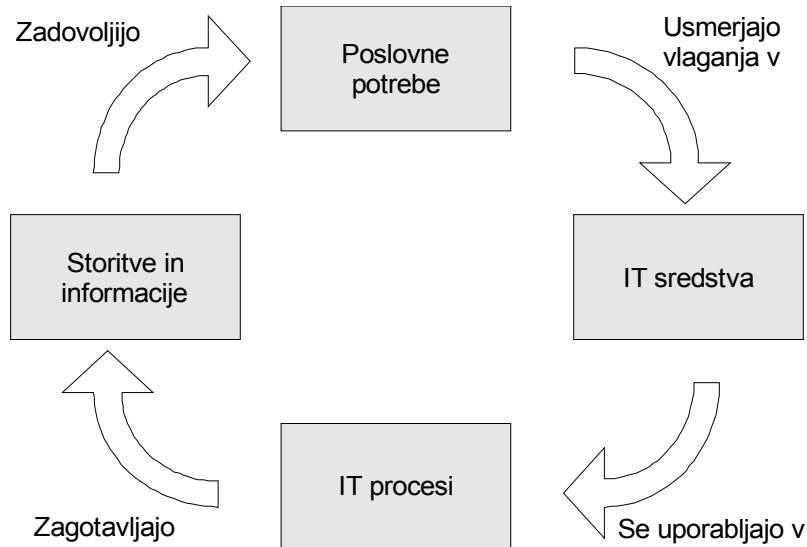 Zadovoljijo
Poslovne
potrebe
Usmerjajo
vlaganja v
Storitve in
informacije
IT sredstva
IT procesi
Zagotavljajo
Se uporabljajo v